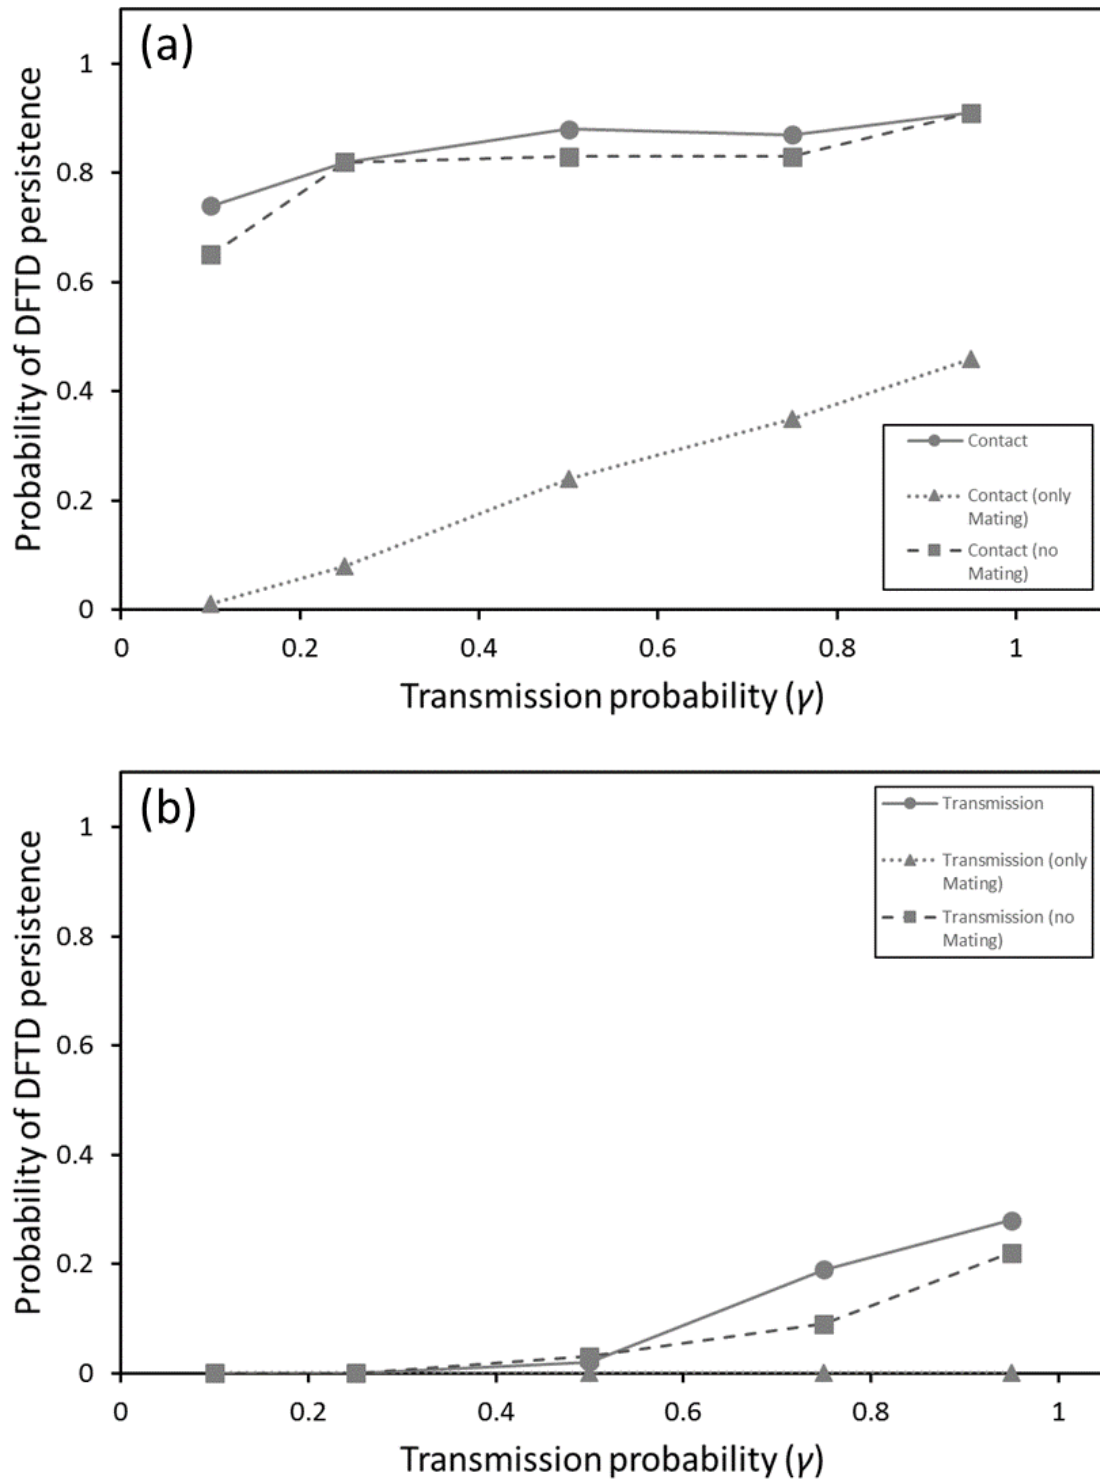 (a)
Probability of DFTD persistence
1
0.8
0.6
0.4
0.2
0
0 0.2 0.4 0.6 0.8 1
Transmission probability (γ)
Contact
Contact (only
Mating)
Contact (no
Mating)
(b)
Probability of DFTD persistence
1
0.8
0.6
0.4
0.2
0
0 0.2 0.4 0.6 0.8 1
Transmission probability (γ)
Transmission
Transmission (only
Mating)
Transmission (no
Mating)